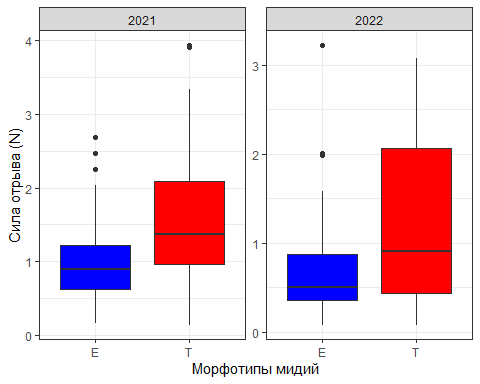 2021
2022
Сила отрыва (N)
4
3
2
1
0
3
2
1
0
E
T
E
T
Морфотипы мидий